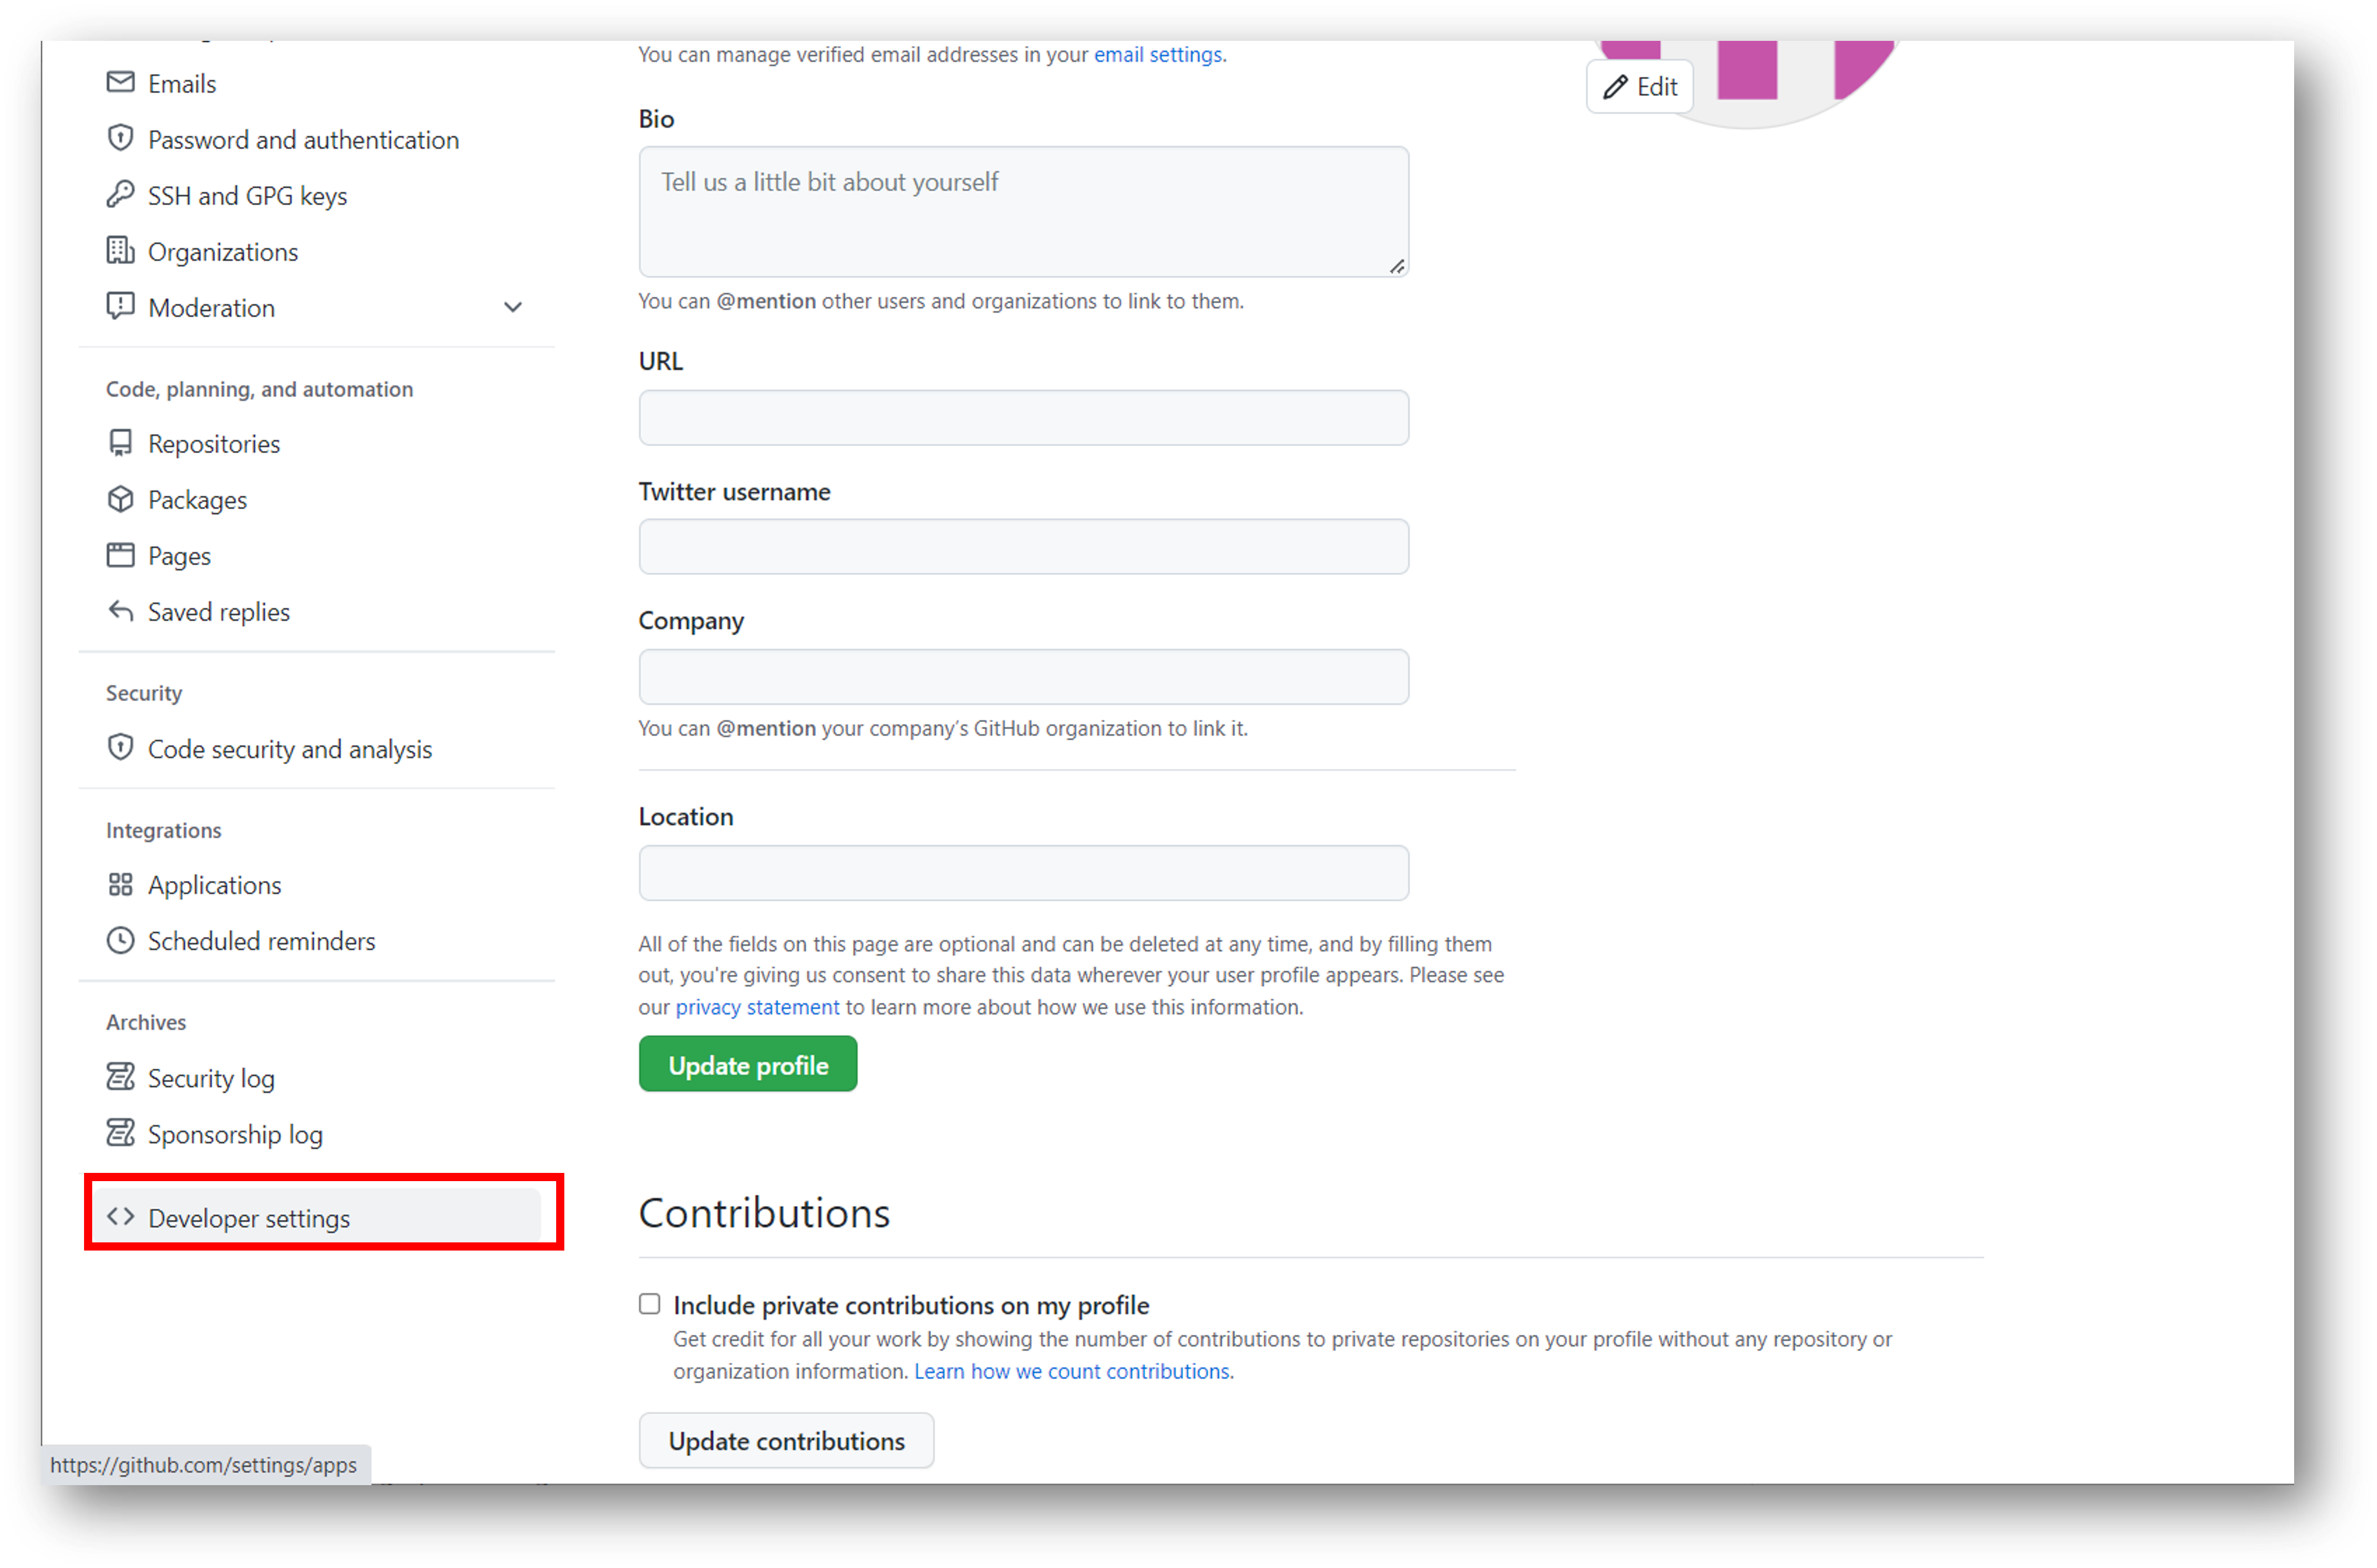 Emails
Password and authentication
SSH and GPG keys
Organizations
Moderation
Code, planning, and automation
Repositories
Packages
Pages
Saved replies
Security
Code security and analysis
Integrations
Applications
Scheduled reminders
Archives
Security log
Sponsorship log
Developer settings
https://github.com/settings/apps
You can manage verified email addresses in your email settings.
Bio
Tell us a little bit about yourself
You can @mention other users and organizations to link to them.
URL
Twitter username
Company
You can @mention your company’s GitHub organization to link it.
Location
All of the fields on this page are optional and can be deleted at any time, and by filling them
out, you're giving us consent to share this data wherever your user profile appears. Please see
our privacy statement to learn more about how we use this information.
Update profile
Contributions
Include private contributions on my profile
Get credit for all your work by showing the number of contributions to private repositories on your profile without any repository or
organization information. Learn how we count contributions.
Update contributions
Edit